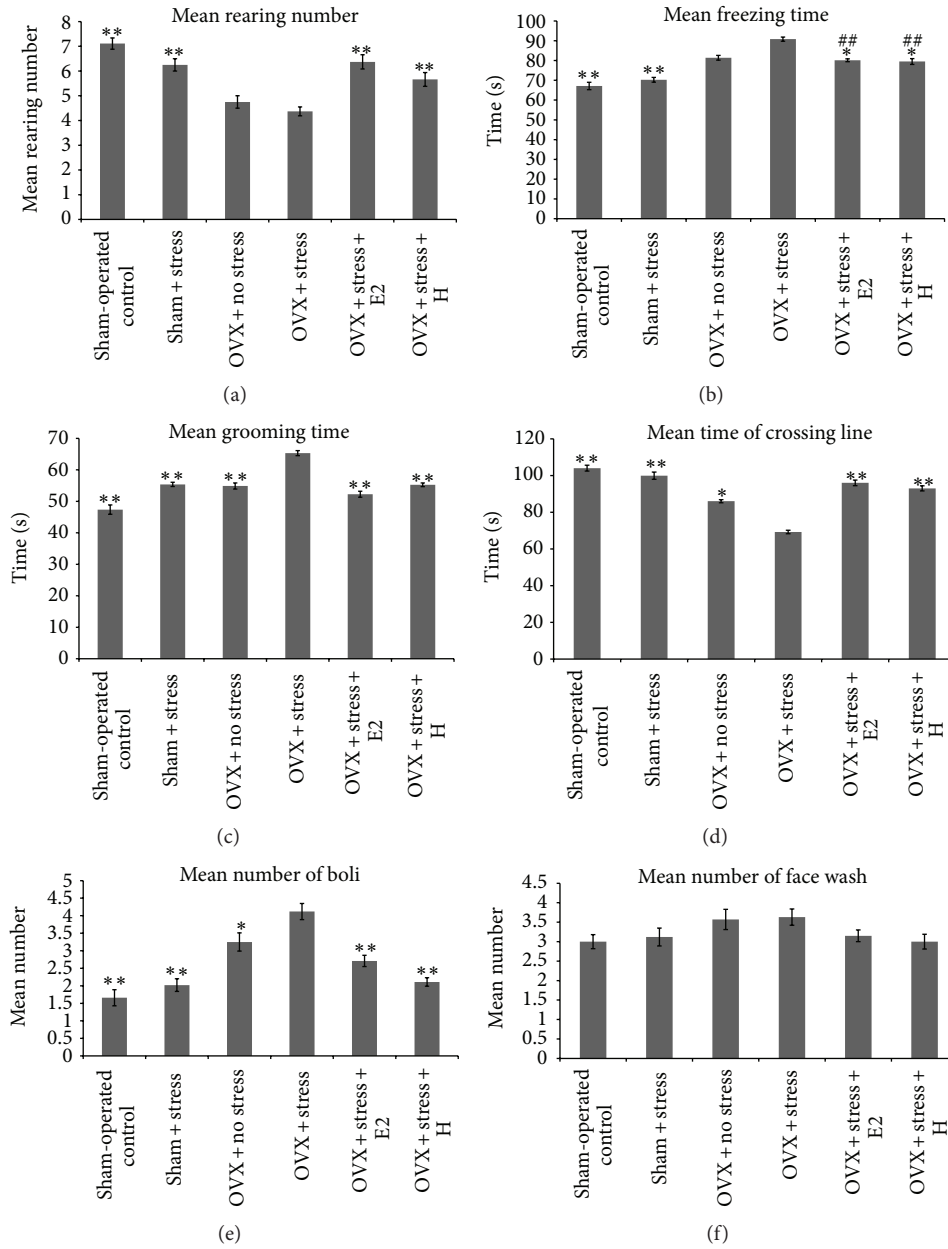 Mean rearing number
Mean rearing number
8
7
6
5
4
3
2
1
0
** ** ** **
Sham-operated
control
Sham + stress
OVX + no stress
OVX + stress
OVX + stress +
E2
OVX + stress +
H
(a)
Mean freezing time
Time (s)
100
90
80
70
60
50
40
30
20
10
0
## ##
** ** * *
Sham-operated
control
Sham + stress
OVX + no stress
OVX + stress
OVX + stress +
E2
OVX + stress +
H
(b)
Mean grooming time
Time (s)
70
60
50
40
30
20
10
0
** ** ** ** **
Sham-operated
control
Sham + stress
OVX + no stress
OVX + stress
OVX + stress +
E2
OVX + stress +
H
(c)
Mean time of crossing line
Time (s)
120
100
80
60
40
20
0
** ** * ** **
Sham-operated
control
Sham + stress
OVX + no stress
OVX + stress
OVX + stress +
E2
OVX + stress +
H
(d)
Mean number of boli
Mean number
5
4.5
4
3.5
3
2.5
2
1.5
1
0.5
0
** ** * ** **
Sham-operated
control
Sham + stress
OVX + no stress
OVX + stress
OVX + stress +
E2
OVX + stress +
H
(e)
Mean number of face wash
Mean number
4.5
4
3.5
3
2.5
2
1.5
1
0.5
0
Sham-operated
control
Sham + stress
OVX + no stress
OVX + stress
OVX + stress +
E2
OVX + stress +
H
(f)